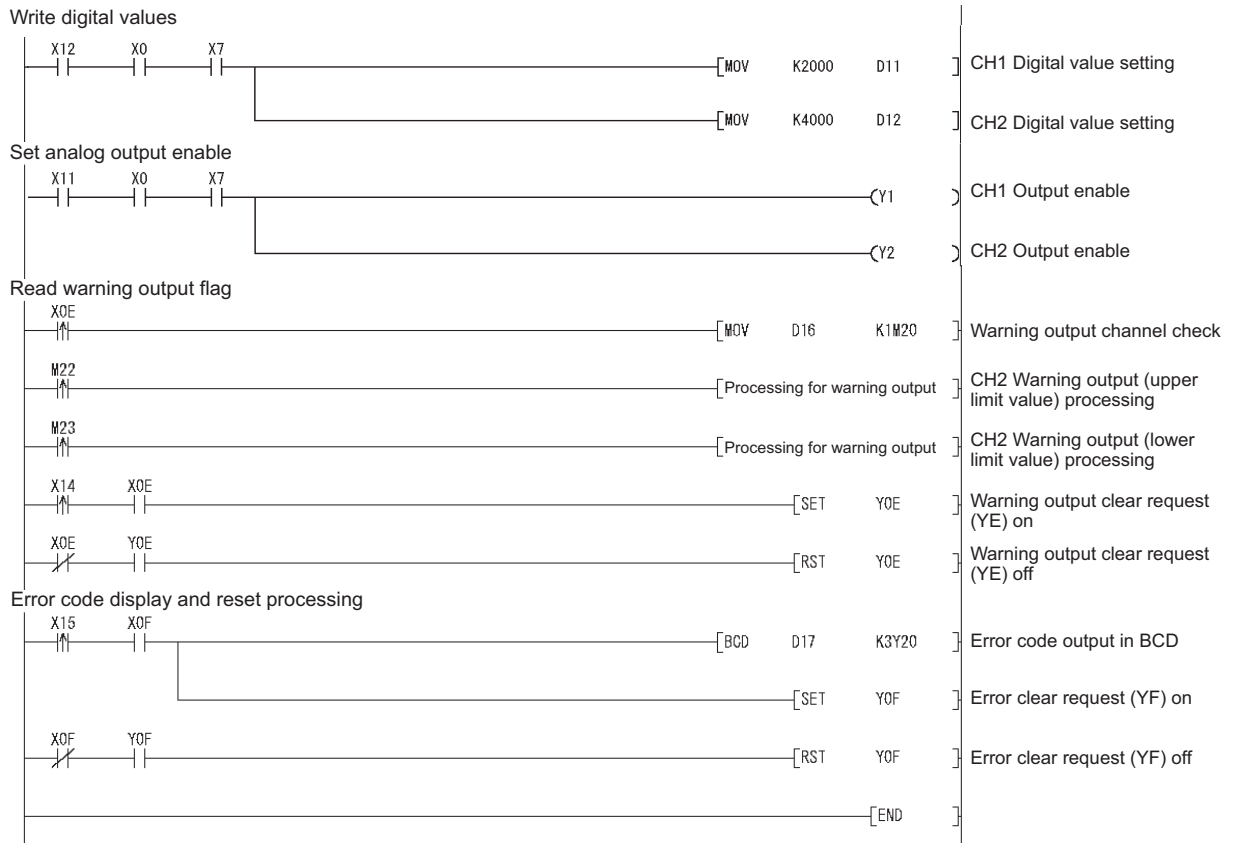 Write digital values
X12 X0 X7
[MOV K2000 D11 ] CH1 Digital value setting
[MOV K4000 D12 ] CH2 Digital value setting
Set analog output enable
X11 X0 X7
(Y1 ) CH1 Output enable
(Y2 ) CH2 Output enable
Read warning output flag
X0E
[MOV D16 K1M20 ] Warning output channel check
M22
[Processing for warning output ] CH2 Warning output (upper
limit value) processing
M23
[Processing for warning output ] CH2 Warning output (lower
limit value) processing
X14 X0E
[SET Y0E ] Warning output clear request
(YE) on
X0E Y0E
[RST Y0E ] Warning output clear request
(YE) off
Error code display and reset processing
X15 X0F
[BCD D17 K3Y20 ] Error code output in BCD
[SET Y0F ] Error clear request (YF) on
X0F Y0F
[RST Y0F ] Error clear request (YF) off
[END ]